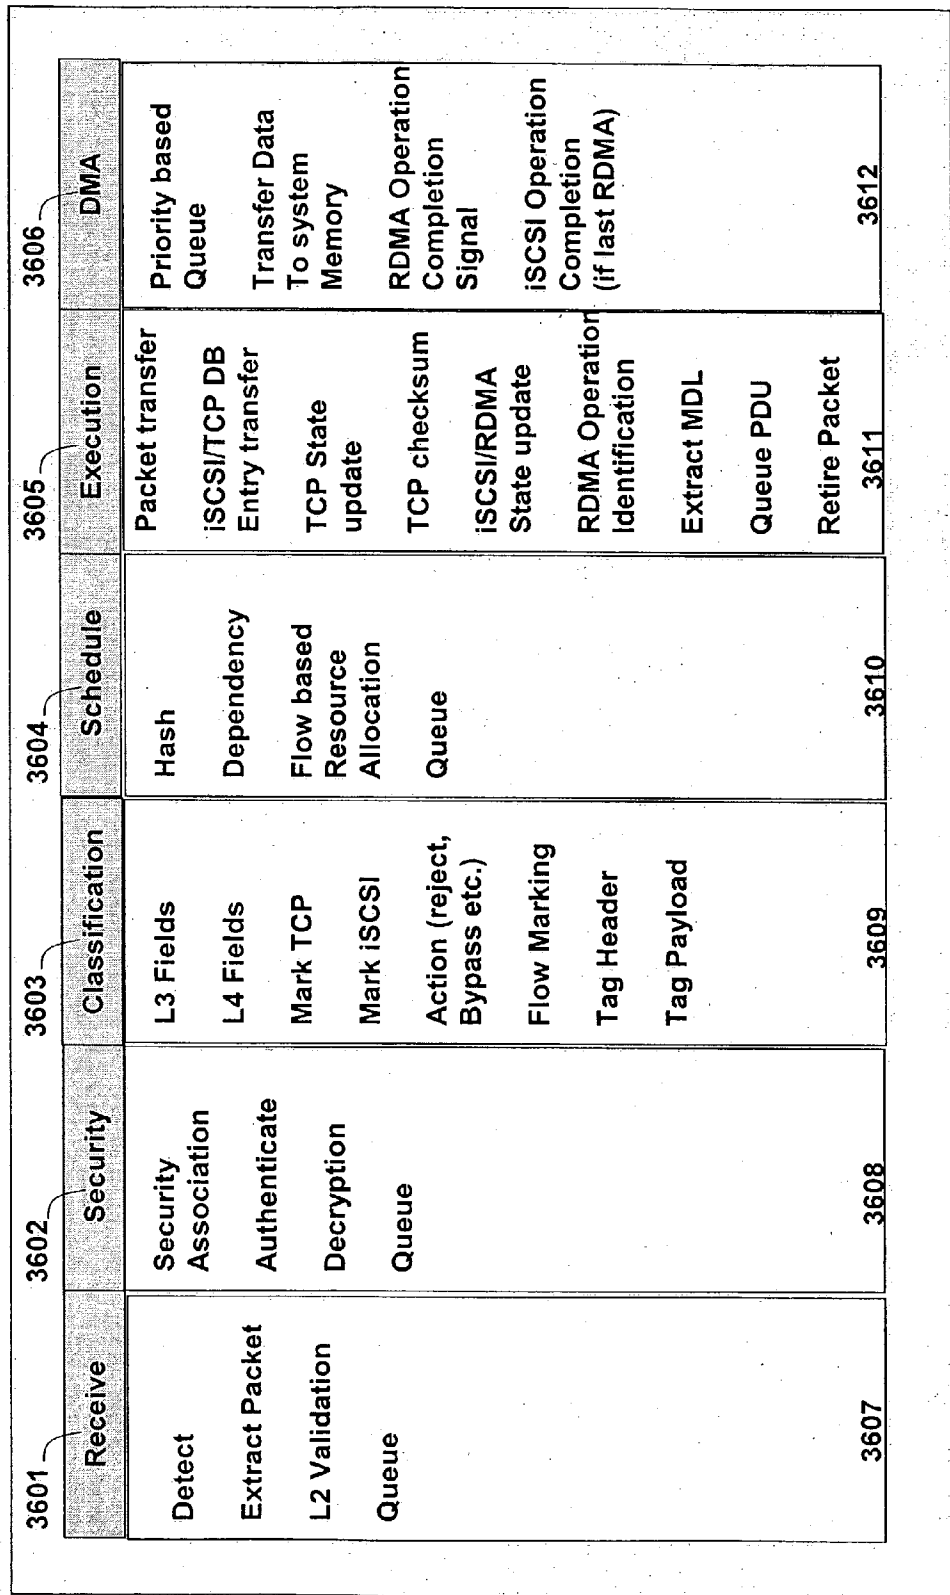 3601
Receive
Detect
Extract Packet
L2 Validation
Queue
3607
3602
Security
Security
Association
Authenticate
Decryption
Queue
3608
3603
Classification
L3 Fields
L4 Fields
Mark TCP
Mark iSCSI
Action (reject,
Bypass etc.)
Flow Marking
Tag Header
Tag Payload
3609
3604
Schedule
Hash
Dependency
Flow based
Resource
Allocation
Queue
3610
3605
Execution
Packet transfer
iSCSI/TCP DB
Entry transfer
TCP State
update
TCP checksum
iSCSI/RDMA
State update
RDMA Operation
Identification
Extract MDL
Queue PDU
Retire Packet
3611
3606
DMA
Priority based
Queue
Transfer Data
To system
Memory
RDMA Operation
Completion
Signal
iSCSI Operation
Completion
(if last RDMA)
3612